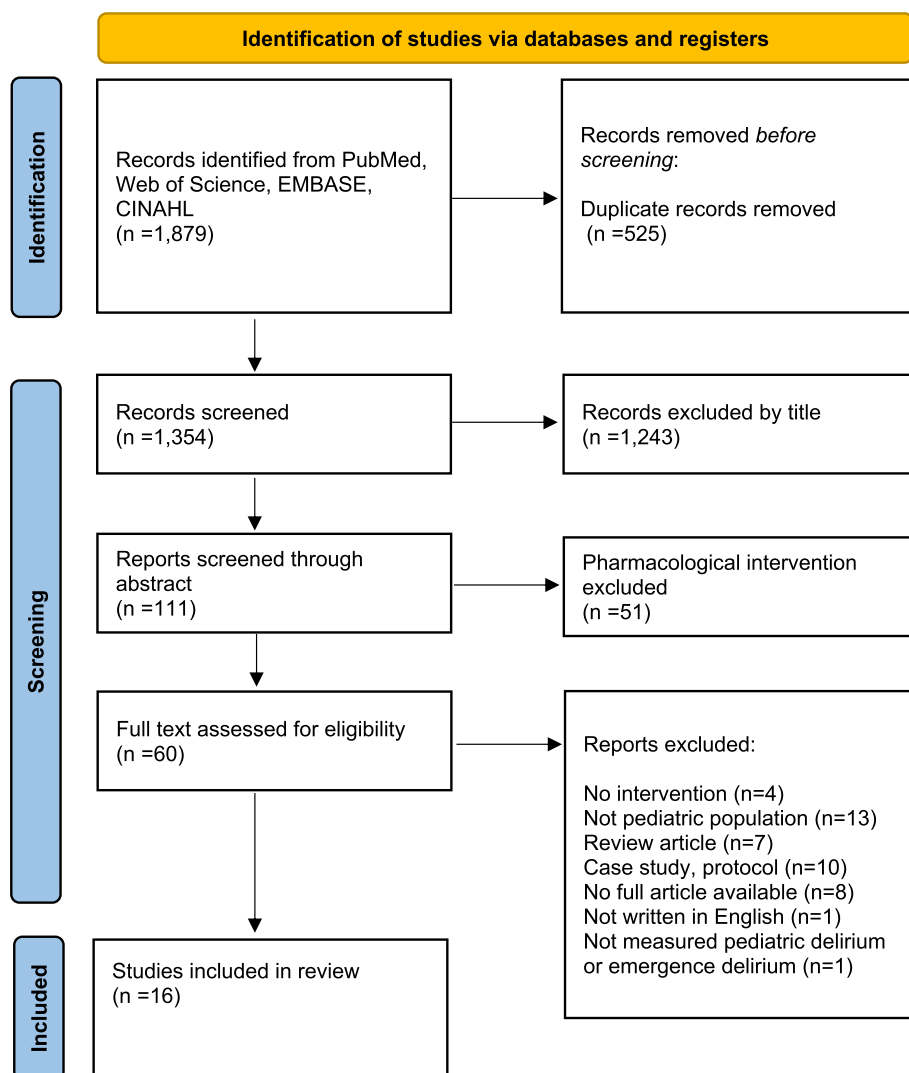 Identification of studies via databases and registers
Identification
Records identified from PubMed,
Web of Science, EMBASE,
CINAHL
(n =1,879)
Records removed before
screening:
Duplicate records removed
(n =525)
Screening
Records screened
(n =1,354)
Records excluded by title
(n =1,243)
Reports screened through
abstract
(n =111)
Pharmacological intervention
excluded
(n =51)
Full text assessed for eligibility
(n =60)
Reports excluded:
No intervention (n=4)
Not pediatric population (n=13)
Review article (n=7)
Case study, protocol (n=10)
No full article available (n=8)
Not written in English (n=1)
Not measured pediatric delirium
or emergence delirium (n=1)
Included
Studies included in review
(n =16)